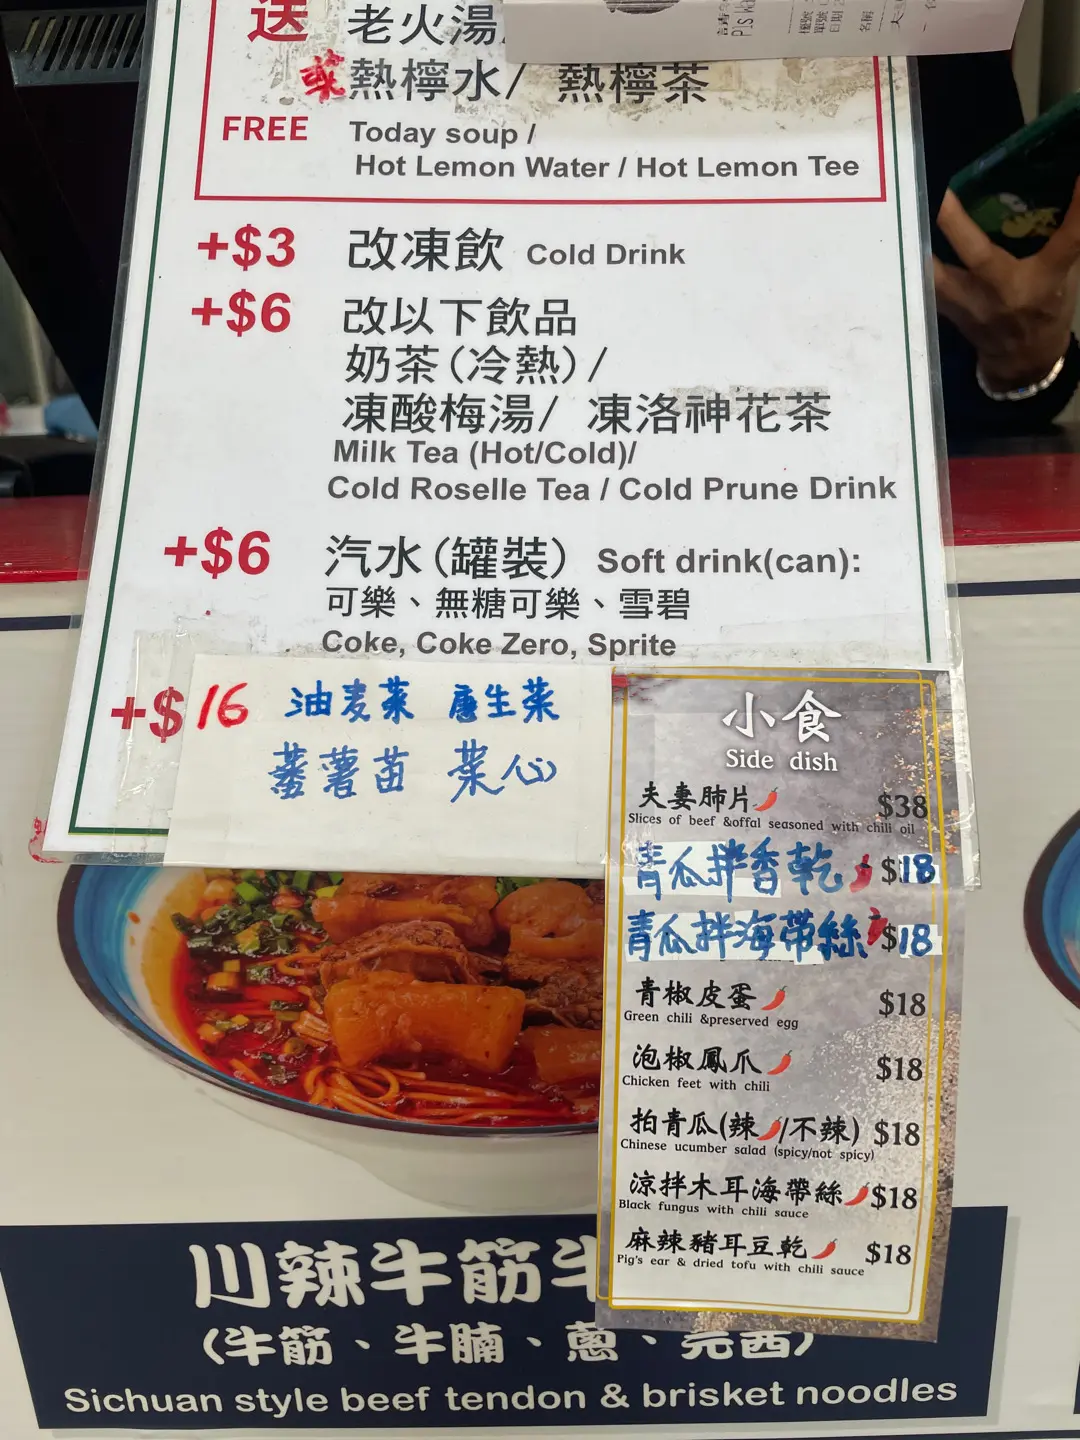 送 老火湯
或 熱檸水/ 熱檸茶
FREE Today soup /
Hot Lemon Water / Hot Lemon Tee
+$3 改凍飲 Cold Drink
+$6 改以下飲品
奶茶(冷熱)/
凍酸梅湯/ 凍洛神花茶
Milk Tea (Hot/Cold)/
Cold Roselle Tea / Cold Prune Drink
+$6 汽水(罐裝) Soft drink(can):
可樂、無糖可樂、雪碧
Coke, Coke Zero, Sprite
+$16 油麦菜 唐生菜
蕃薯苗 菜心
小食
Side dish
夫妻肺片 $38
Slices of beef &offal seasoned with chili oil
青瓜拌香乾 $18
青瓜拌海帶絲 $18
青椒皮蛋 $18
Green chili &preserved egg
泡椒鳳爪 $18
Chicken feet with chili
拍青瓜(辣/不辣) $18
Chinese ucumber salad (spicy/not spicy)
涼拌木耳海帶絲 $18
Black fungus with chili sauce
麻辣豬耳豆乾 $18
Pig's ear & dried tofu with chili sauce
川辣牛筋
(牛筋、牛腩、蔥、芫茜)
Sichuan style beef tendon & brisket noodles